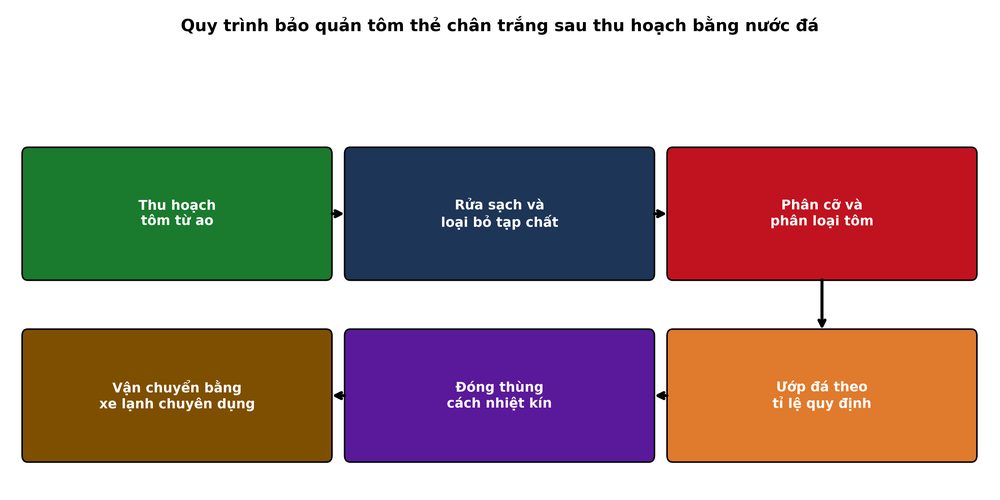 Quy trình bảo quản tôm thẻ chân trắng sau thu hoạch bằng nước đá
Thu hoạch
tôm từ ao
Rửa sạch và
loại bỏ tạp chất
Phân cỡ và
phân loại tôm
Ướp đá theo
tỉ lệ quy định
Đóng thùng
cách nhiệt kín
Vận chuyển bằng
xe lạnh chuyên dụng